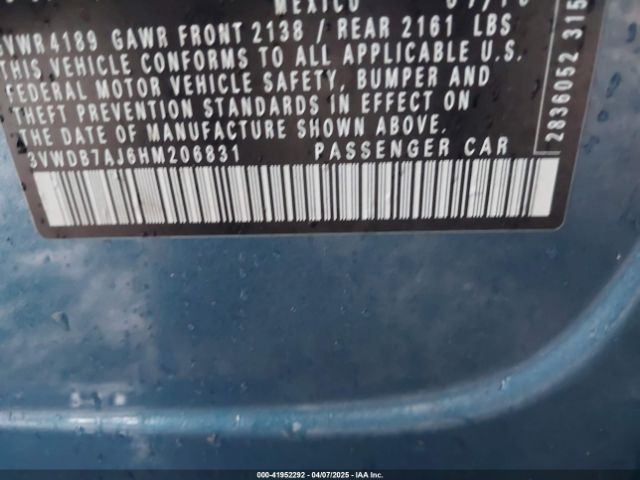 MEXICO
GVWR4189 GAWR FRONT 2138 / REAR 2161 LBS
THIS VEHICLE CONFORMS TO ALL APPLICABLE U.S.
FEDERAL MOTOR VEHICLE SAFETY, BUMPER AND
THEFT PREVENTION STANDARDS IN EFFECT ON
THE DATE OF MANUFACTURE SHOWN ABOVE.
3VWDB7AJ6HM206831 PASSENGER CAR
2836052 315
000-41952292 - 04/07/2025 - IAA Inc.